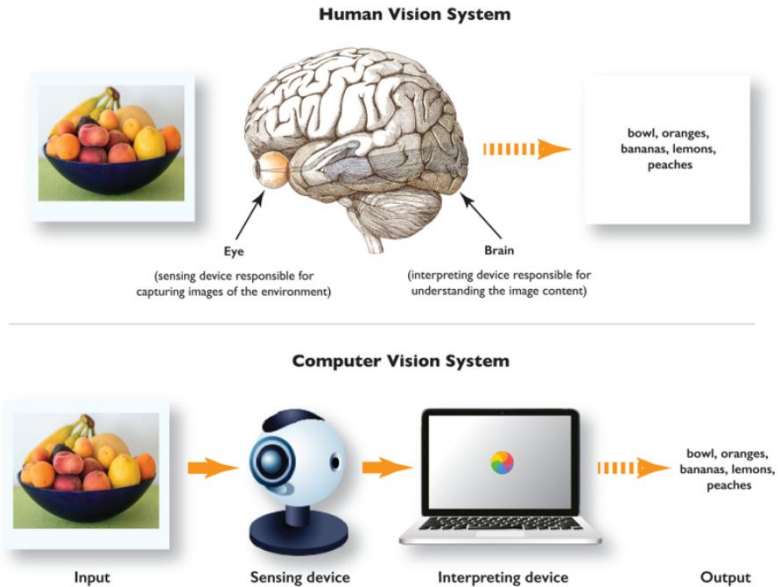 Human Vision System
bowl, oranges,
bananas, lemons,
peaches
Eye
(sensing device responsible for
capturing images of the environment)
Brain
(interpreting device responsible for
understanding the image content)
Computer Vision System
bowl, oranges,
bananas, lemons,
peaches
Input
Sensing device
Interpreting device
Output